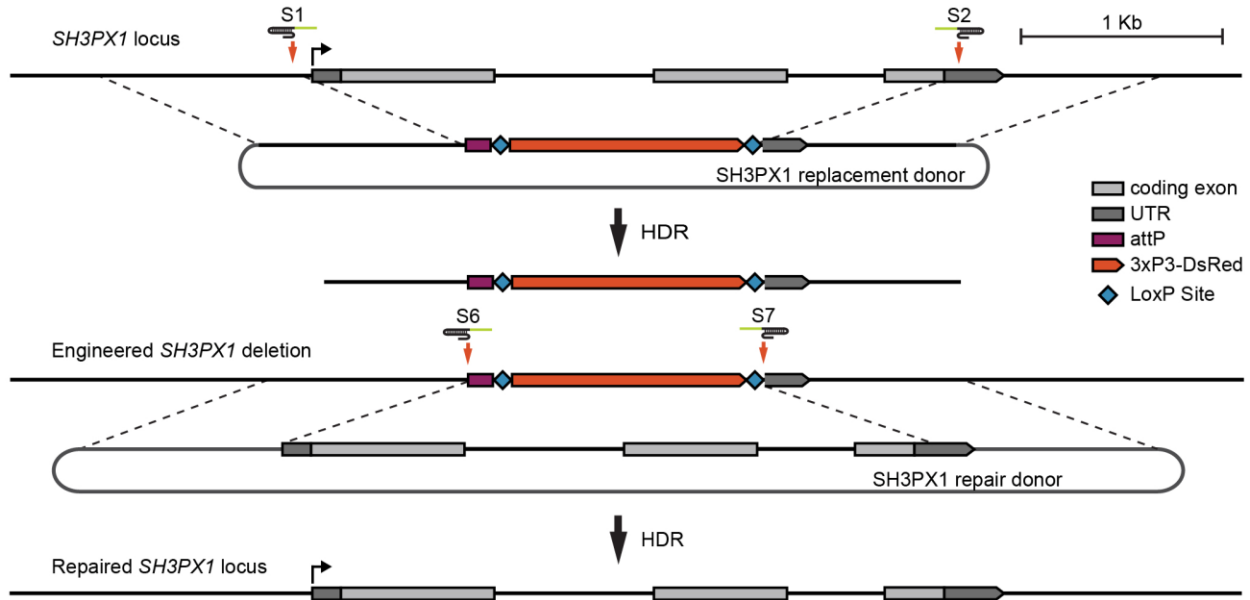 S1
S2
1 Kb
SH3PX1 locus
SH3PX1 replacement donor
coding exon
UTR
attP
3xP3-DsRed
LoxP Site
HDR
S6
S7
Engineered SH3PX1 deletion
SH3PX1 repair donor
HDR
Repaired SH3PX1 locus